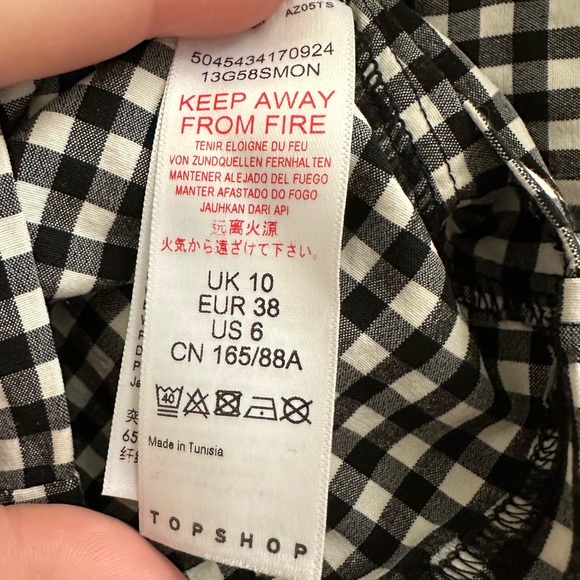 AZ05TS
5045434170924
13G58SMON
KEEP AWAY
FROM FIRE
TENIR ELOIGNE DU FEU
VON ZUNDQUELLEN FERNHALTEN
MANTENER ALEJADO DEL FUEGO
MANTER AFASTADO DO FOGO
JAUHKAN DARI API
远离火源
火気から遠ざけて下さい。
UK 10
EUR 38
US 6
CN 165/88A
40
Made in Tunisia
TOPSHOP